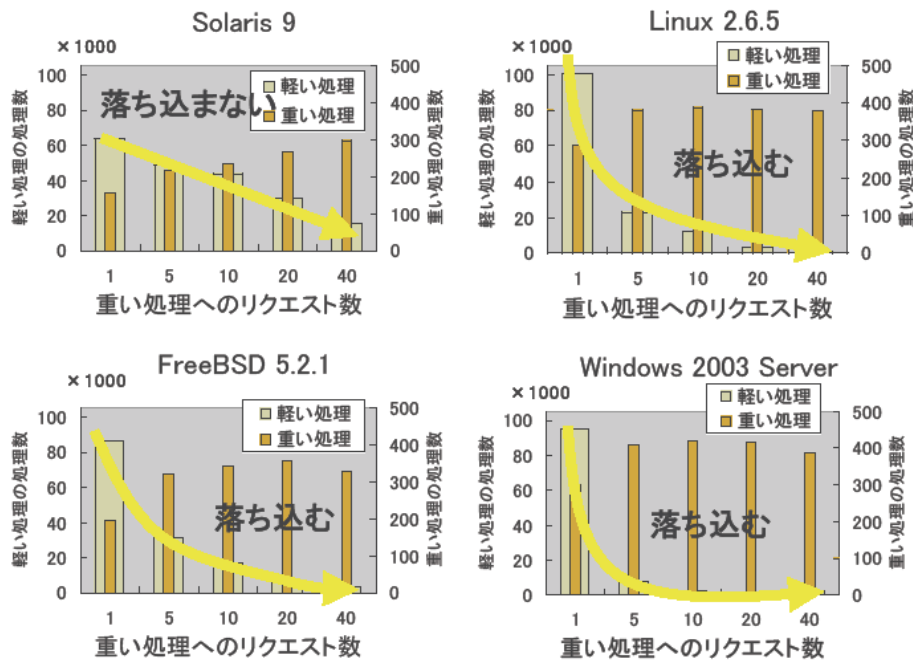 Solaris 9
× 1000
軽い処理
重い処理
落ち込まない
軽い処理の処理数
重い処理の処理数
100
80
60
40
20
0
500
400
300
200
100
0
1 5 10 20 40
重い処理へのリクエスト数
Linux 2.6.5
× 1000
軽い処理
重い処理
落ち込む
軽い処理の処理数
重い処理の処理数
100
80
60
40
20
0
500
400
300
200
100
0
1 5 10 20 40
重い処理へのリクエスト数
FreeBSD 5.2.1
× 1000
軽い処理
重い処理
落ち込む
軽い処理の処理数
重い処理の処理数
100
80
60
40
20
0
500
400
300
200
100
0
1 5 10 20 40
重い処理へのリクエスト数
Windows 2003 Server
× 1000
軽い処理
重い処理
落ち込む
軽い処理の処理数
重い処理の処理数
100
80
60
40
20
0
500
400
300
200
100
0
1 5 10 20 40
重い処理へのリクエスト数